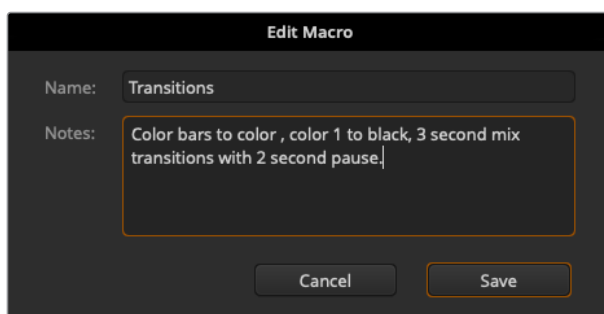 Edit Macro
Name: Transitions
Notes: Color bars to color , color 1 to black, 3 second mix
transitions with 2 second pause.
Cancel Save